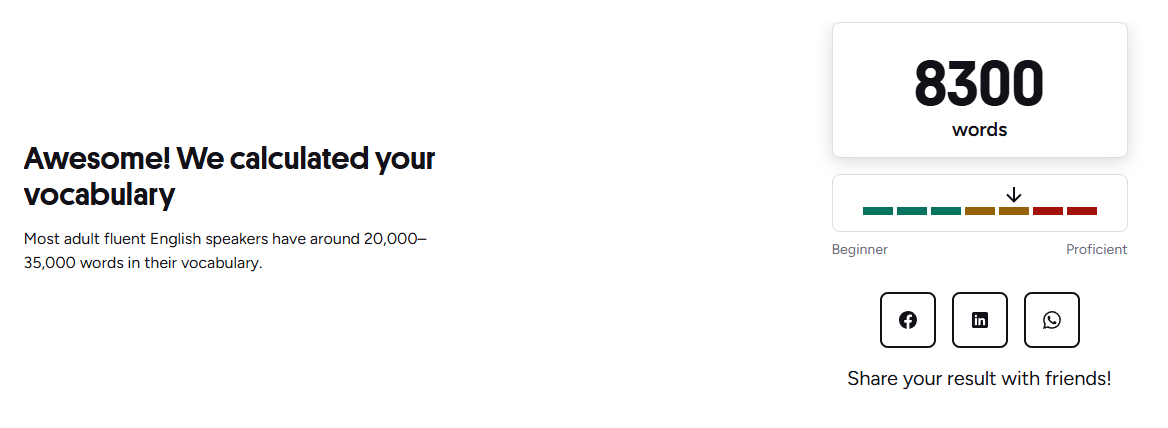 Awesome! We calculated your
vocabulary
Most adult fluent English speakers have around 20,000–
35,000 words in their vocabulary.
8300
words
Beginner
Proficient
in
Share your result with friends!